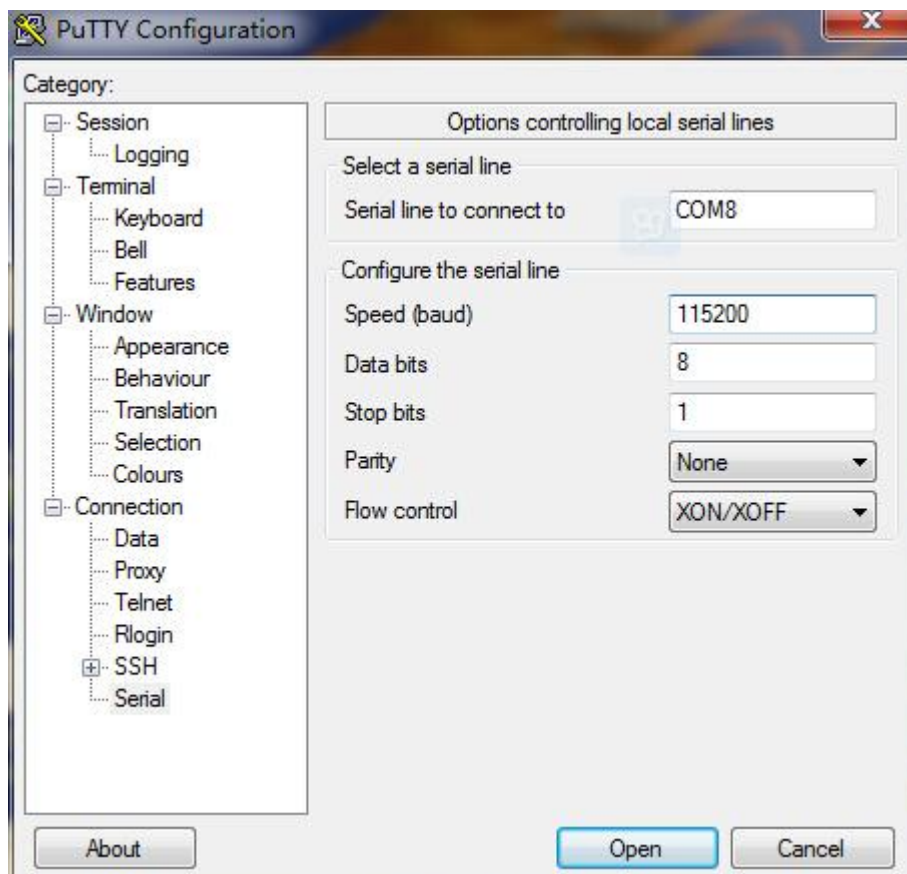 PuTTY Configuration
Category:
Session
Logging
Terminal
Keyboard
Bell
Features
Window
Appearance
Behaviour
Translation
Selection
Colours
Connection
Data
Proxy
Telnet
Rlogin
SSH
Serial
Options controlling local serial lines
Select a serial line
Serial line to connect to COM8
Configure the serial line
Speed (baud) 115200
Data bits 8
Stop bits 1
Parity None
Flow control XON/XOFF
About Open Cancel